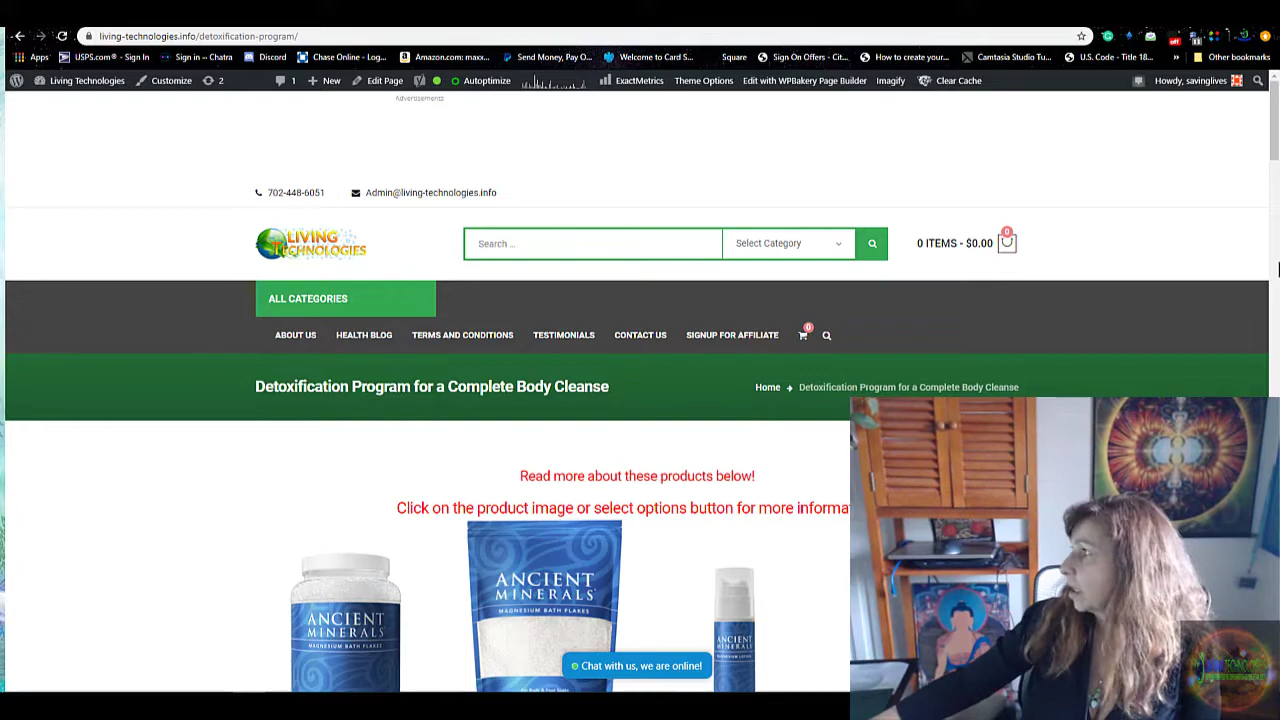 living-technologies.info/detoxification-program/
Apps USPS.com® - Sign In Sign in – Chatra Discord Chase Online - Log... Amazon.com: maxx... Send Money, Pay O... Welcome to Card S... Square Sign On Offers - Cit... How to create your... Camtasia Studio Tu... U.S. Code - Title 18... » Other bookmarks
Living Technologies Customize 2 1 New Edit Page Autoptimize ExactMetrics Theme Options Edit with WPBakery Page Builder Imagify Clear Cache Howdy, savinglives
Advertisements
702-448-6051 Admin@living-technologies.info
LIVING
TECHNOLOGIES
Search ... Select Category 0 ITEMS - $0.00 0
ALL CATEGORIES
ABOUT US HEALTH BLOG TERMS AND CONDITIONS TESTIMONIALS CONTACT US SIGNUP FOR AFFILIATE 0
Detoxification Program for a Complete Body Cleanse Home Detoxification Program for a Complete Body Cleanse
Read more about these products below!
Click on the product image or select options button for more informa
ANCIENT
MINERALS
MAGNESIUM BATH FLAKES
ANCIENT
MINERALS
MAGNESIUM BATH FLAKES
ANCIENT
MINERALS
MAGNESIUM LOTION
Chat with us, we are online!